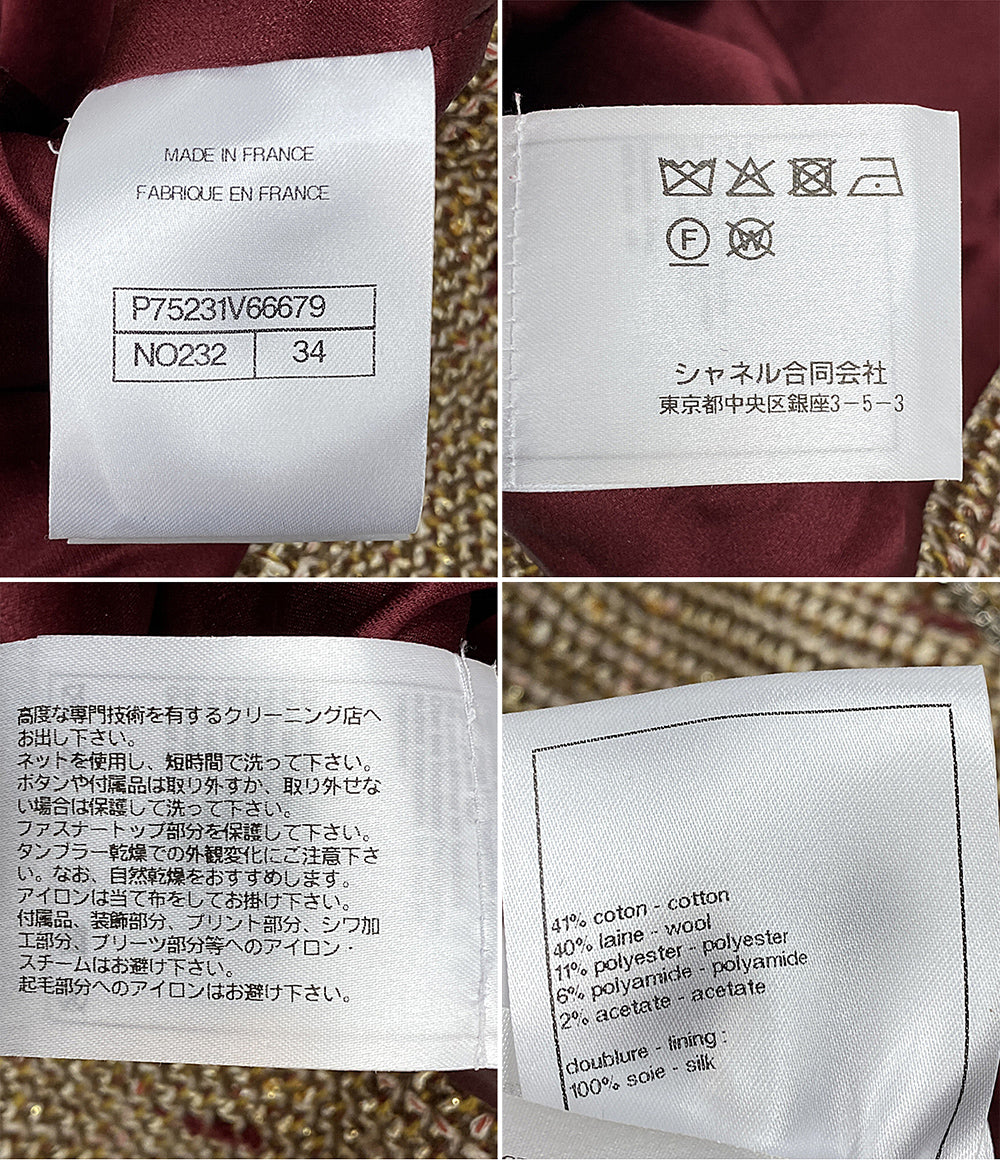 MADE IN FRANCE
FABRIQUE EN FRANCE
P75231V66679
NO232 34
F
W
シャネル合同会社
東京都中央区銀座3-5-3
高度な専門技術を有するクリーニング店へ
お出し下さい。
ネットを使用し、短時間で洗って下さい。
ボタンや付属品は取り外すか、取り外せな
い場合は保護して洗って下さい。
ファスナートップ部分を保護して下さい。
タンブラー乾燥での外観変化にご注意下さ
い。なお、自然乾燥をおすすめします。
アイロンは当て布をしてお掛け下さい。
付属品、装飾部分、プリント部分、シワ加
工部分、プリーツ部分等へのアイロン・
スチームはお避け下さい。
起毛部分へのアイロンはお避け下さい。
41% coton - cotton
40% laine - wool
11% polyester - polyester
6% polyamide - polyamide
2% acetate - acetate
doublure - lining :
100% soie - silk